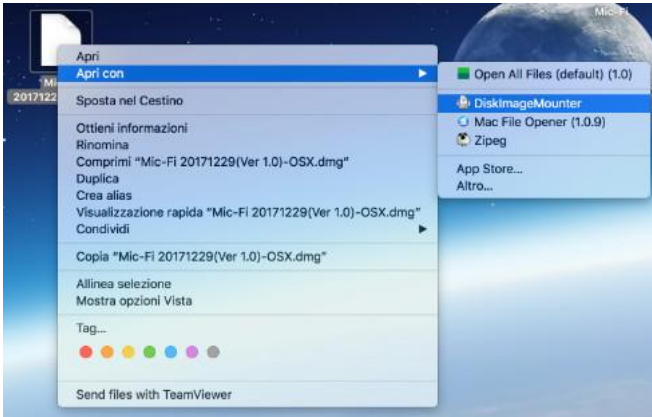 Mic-Fi
Mi
20171229
Apri
Apri con
Sposta nel Cestino
Ottieni informazioni
Rinomina
Comprimi “Mic-Fi 20171229(Ver 1.0)-OSX.dmg”
Duplica
Crea alias
Visualizzazione rapida “Mic-Fi 20171229(Ver 1.0)-OSX.dmg”
Condividi
Copia “Mic-Fi 20171229(Ver 1.0)-OSX.dmg”
Allinea selezione
Mostra opzioni Vista
Tag...
Send files with TeamViewer
Open All Files (default) (1.0)
DiskImageMounter
Mac File Opener (1.0.9)
Zipeg
App Store...
Altro...